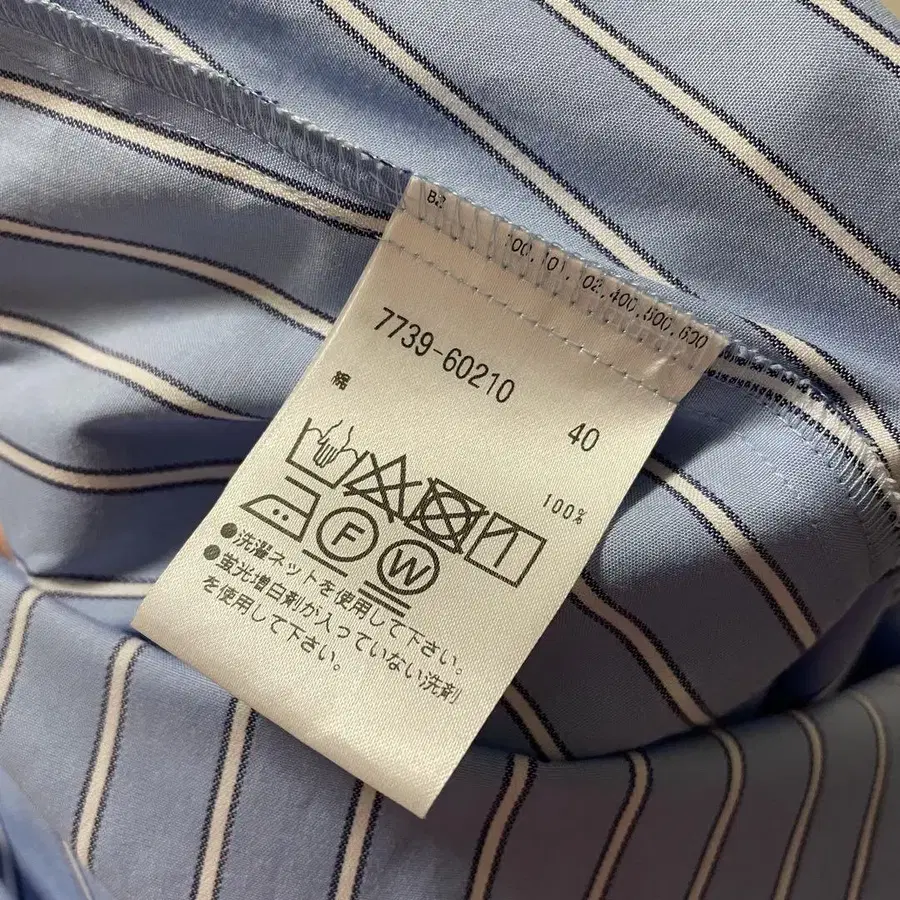 100.101.102.400.500.600
7739-60210
40
綿 100%
F
W
●洗濯ネットを使用して下さい。
●蛍光増白剤が入っていない洗剤
を使用して下さい。